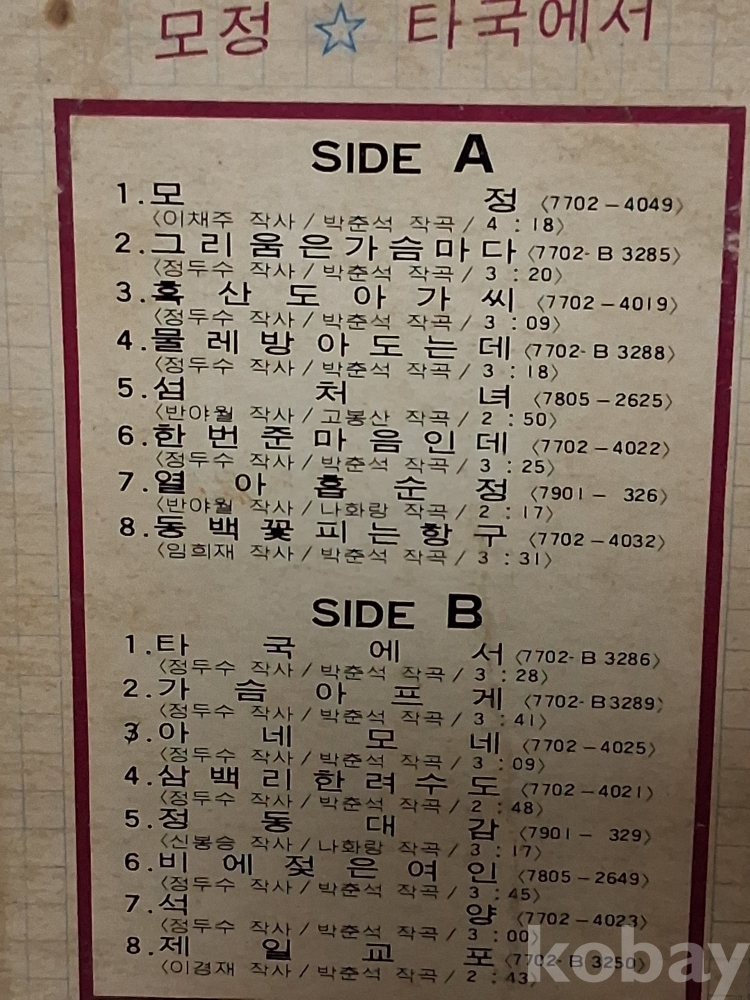 모정 ☆ 타국에서
SIDE A
1.모 정 〈7702-4049〉
〈이채주 작사/박춘석 작곡/4:18〉
2.그리움은가슴마다〈7702-B 3285〉
〈정두수 작사/박춘석 작곡/3:20〉
3.흑산도아가씨 〈7702-4019〉
〈정두수 작사/박춘석 작곡/3:09〉
4.물레방아도는데〈7702-B 3288〉
〈정두수 작사/박춘석 작곡/3:18〉
5.섬처녀 〈7805-2625〉
〈반야월 작사/고봉산 작곡/2:50〉
6.한번준마음인데 〈7702-4022〉
〈정두수 작사/박춘석 작곡/3:25〉
7.열아홉순정 〈7901- 326〉
〈반야월 작사/나화랑 작곡/2:17〉
8.동백꽃피는항구 〈7702-4032〉
〈임희재 작사/박춘석 작곡/3:31〉
SIDE B
1.타국에서 〈7702-B 3286〉
〈정두수 작사/박춘석 작곡/3:28〉
2.가슴아프게 〈7702-B3289〉
〈정두수 작사/박춘석 작곡/3:41〉
3.아네모네 〈7702-4025〉
〈정두수 작사/박춘석 작곡/3:09〉
4.삼백리한려수도 〈7702-4021〉
〈정두수 작사/박춘석 작곡/2:48〉
5.정동대감 〈7901- 329〉
〈신봉승 작사/나화랑 작곡/3:17〉
6.비에젖은여인 〈7805-2649〉
〈정두수 작사/박춘석 작곡/3:45〉
7.석양 〈7702-4023〉
〈정두수 작사/박춘석 작곡/3:00〉
8.제일교포 〈7702-B 3250〉
〈이경재 작사/박춘석 작곡/2:43〉
kobay